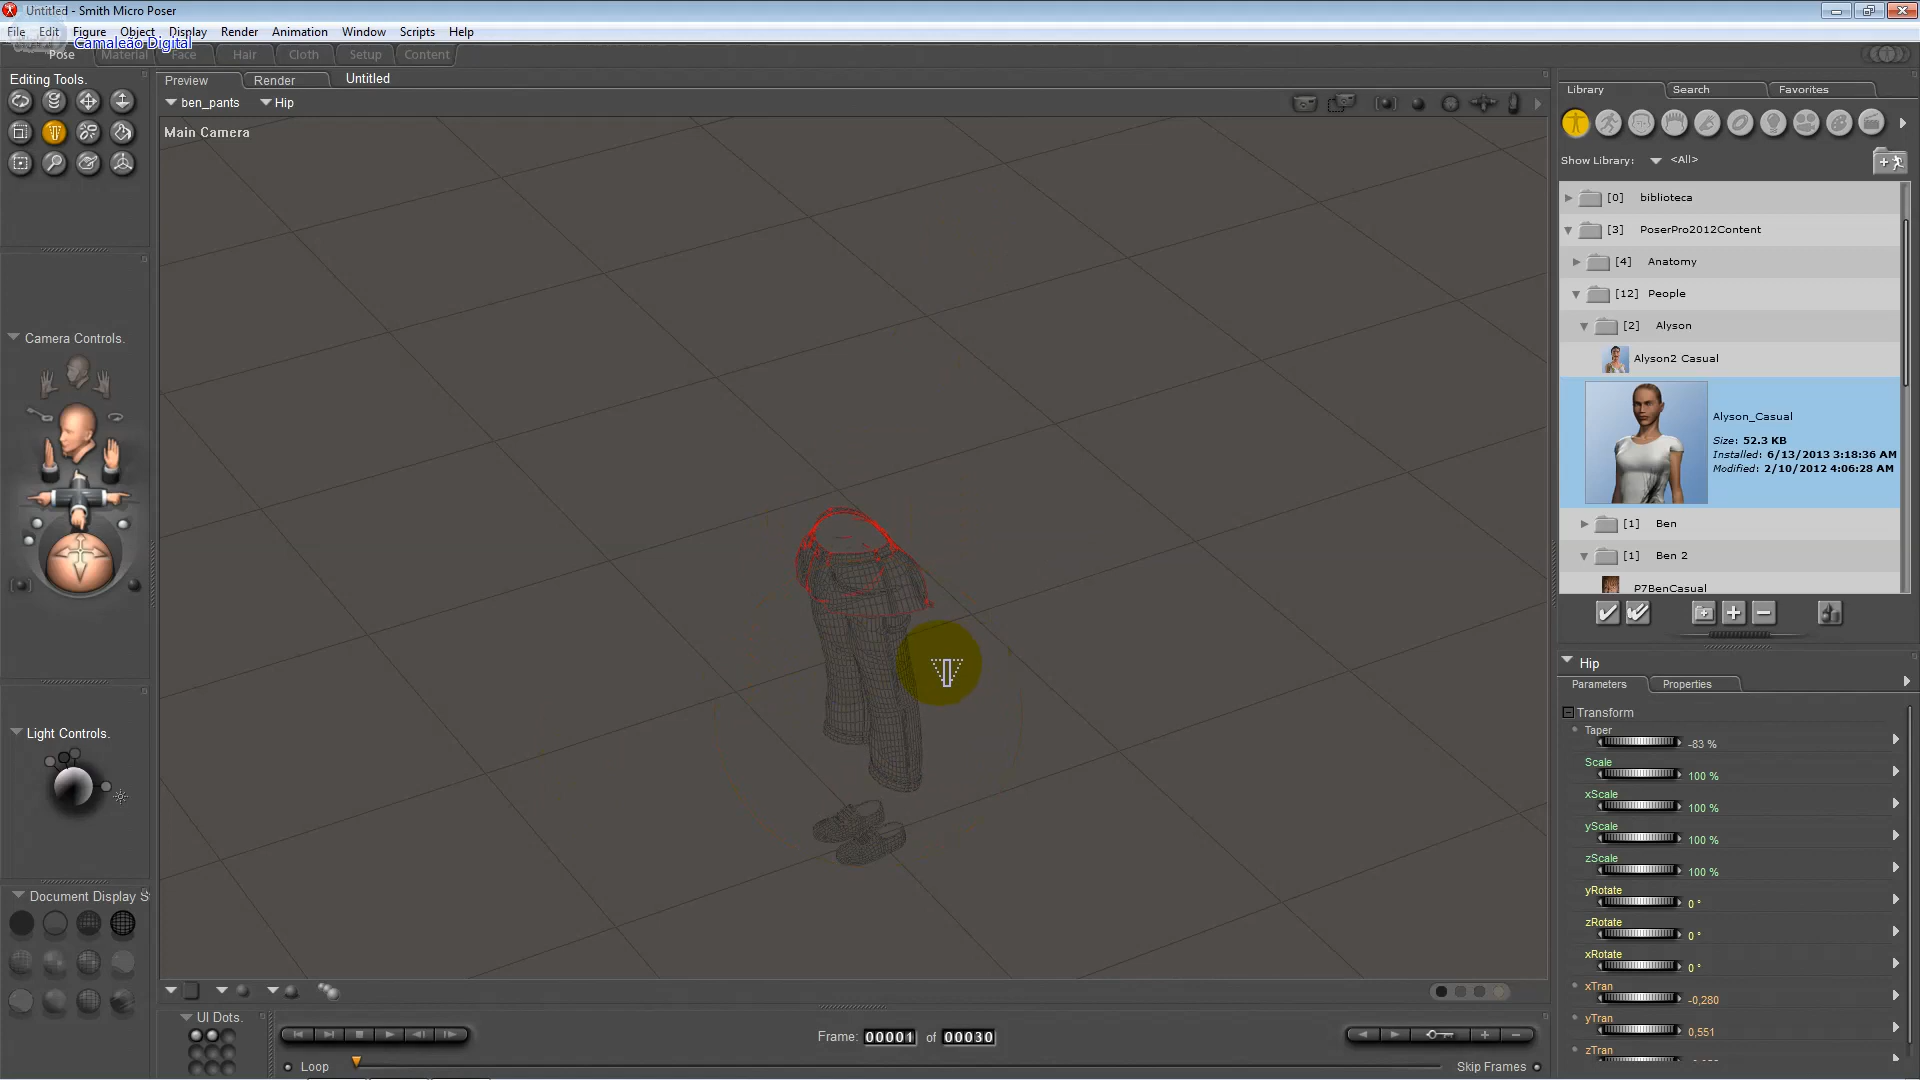 Untitled - Smith Micro Poser
File Edit Figure Object Display Render Animation Window Scripts Help
Camaleão Digital
Pose Material Face Hair Cloth Setup Content
Editing Tools.
Preview Render Untitled
ben_pants Hip
Main Camera
Camera Controls.
Light Controls.
Document Display S
UI Dots.
Frame: 00001 of 00030
Loop
Skip Frames
Library Search Favorites
Show Library: <All>
[0] biblioteca
[3] PoserPro2012Content
[4] Anatomy
[12] People
[2] Alyson
Alyson2 Casual
Alyson_Casual
Size: 52.3 KB
Installed: 6/13/2013 3:18:36 AM
Modified: 2/10/2012 4:06:28 AM
[1] Ben
[1] Ben 2
P7BenCasual
Hip
Parameters Properties
Transform
Taper
-83 %
Scale
100 %
xScale
100 %
yScale
100 %
zScale
100 %
yRotate
0 °
zRotate
0 °
xRotate
0 °
xTran
-0,280
yTran
0,551
zTran